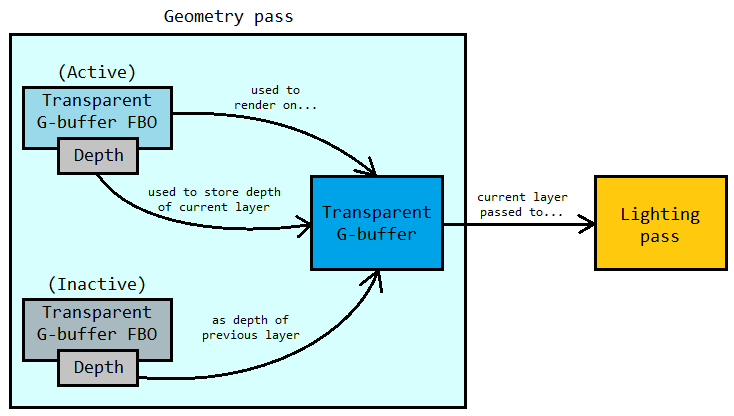 Geometry pass
(Active)
Transparent
G-buffer FBO
Depth
used to
render on...
used to store depth
of current layer
Transparent
G-buffer
current layer
passed to...
Lighting
pass
(Inactive)
Transparent
G-buffer FBO
Depth
as depth of
previous layer